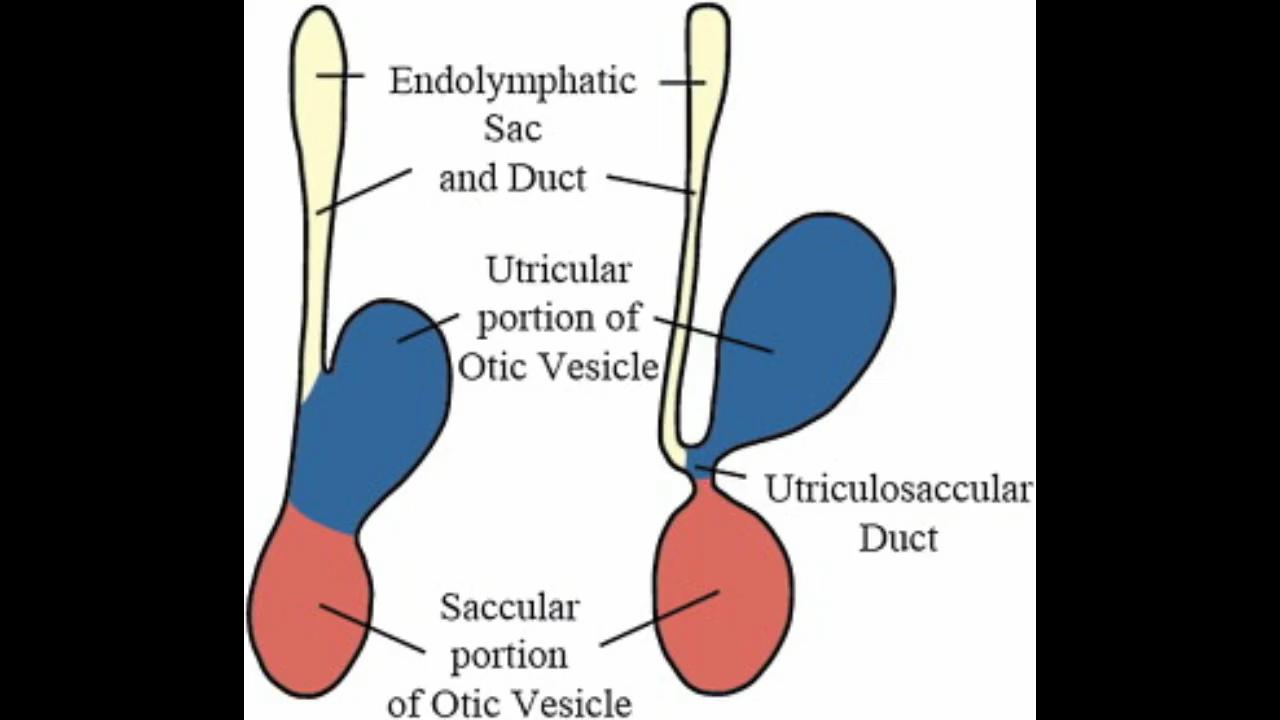 Endolymphatic
Sac
and Duct
Utricular
portion of
Otic Vesicle
Utriculosaccular
Duct
Saccular
portion
of Otic Vesicle